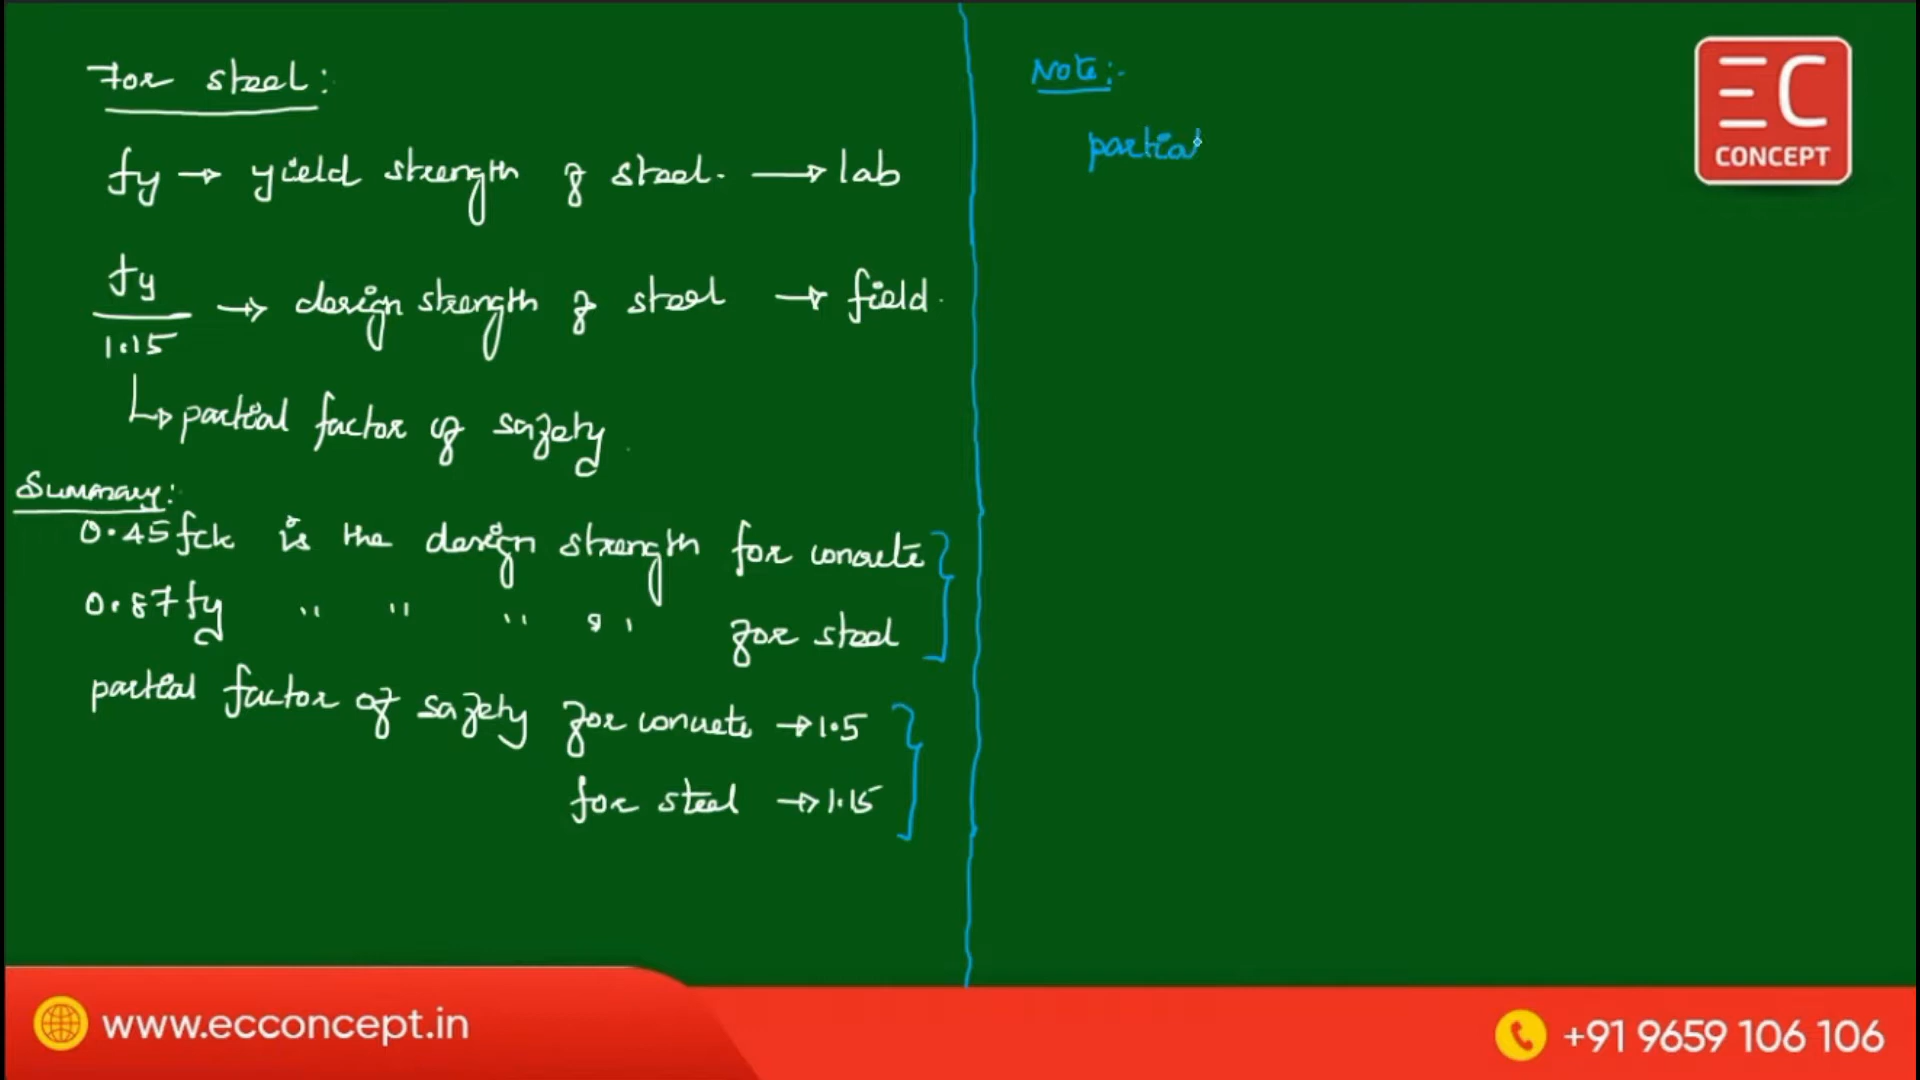 For steel:
fy → yield strength of steel. → lab
fy
1.15
→ design strength of steel → field.
↳ partial factor of safety
Summary:
0.45fck is the design strength for concrete
0.87fy " " " " for steel
partial factor of safety for concrete → 1.5
for steel → 1.15
Note:-
partial
EC
CONCEPT
www.ecconcept.in
+91 9659 106 106